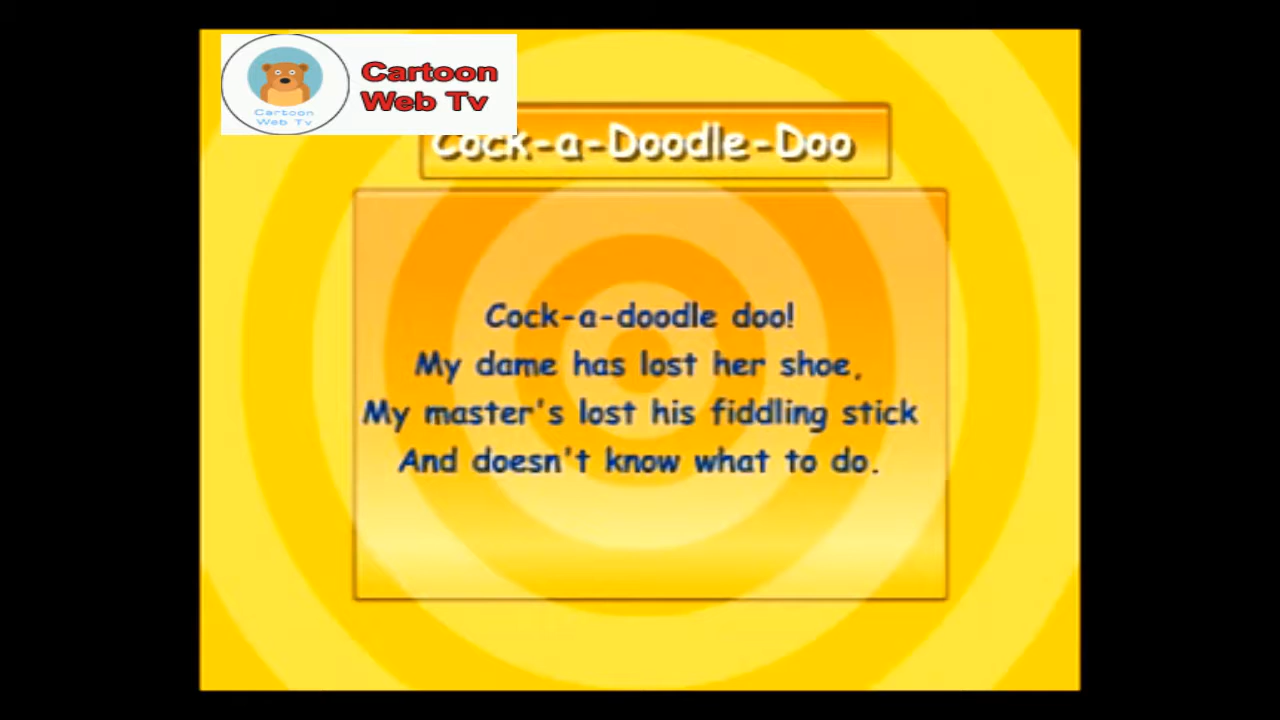 Cartoon
Web Tv
Cartoon
Web Tv
Cock-a-Doodle-Doo
Cock-a-doodle doo!
My dame has lost her shoe,
My master's lost his fiddling stick
And doesn't know what to do.